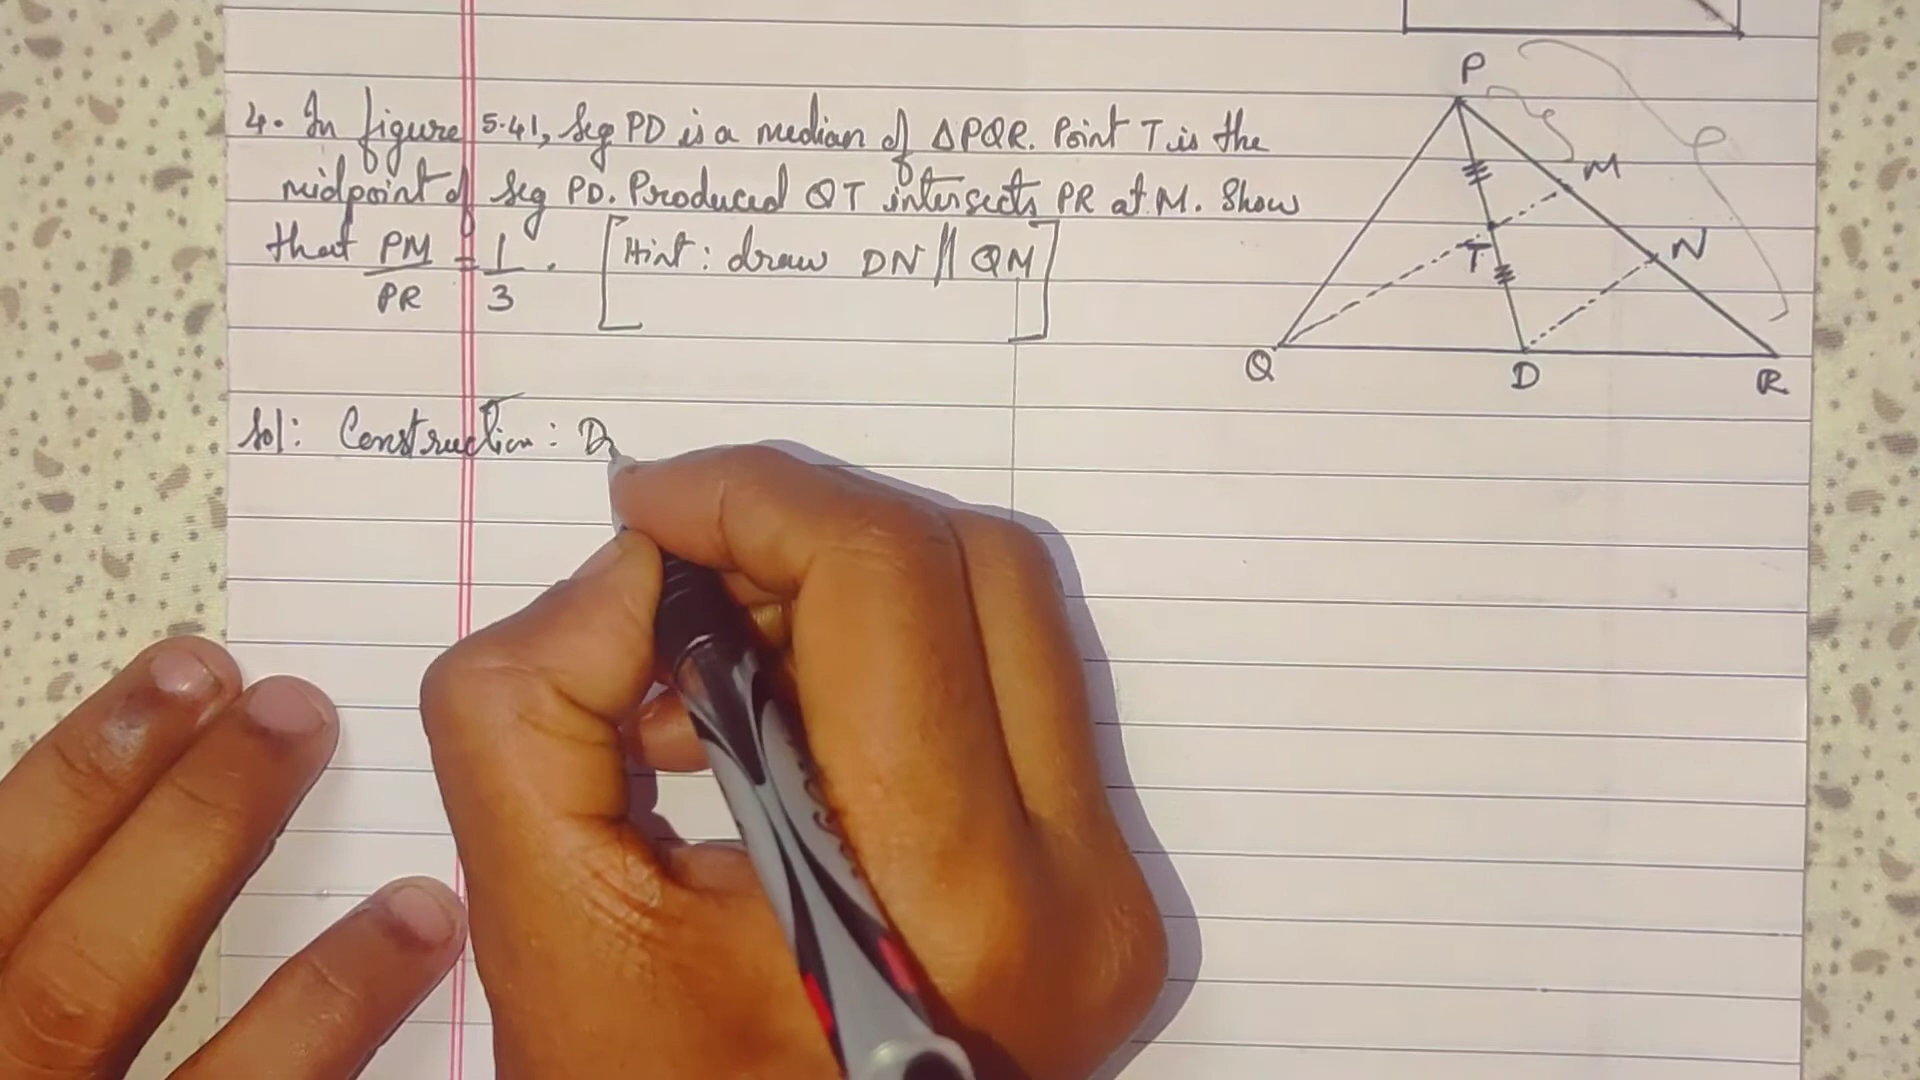 4. In figure 5.41, Seg PD is a median of ΔPQR. Point T is the
midpoint of Seg PD. Produced QT intersects PR at M. Show
that PM/PR = 1/3. [Hint: draw DN || QM]
P
M
T
N
Q
D
R
Sol: Construction: Dr